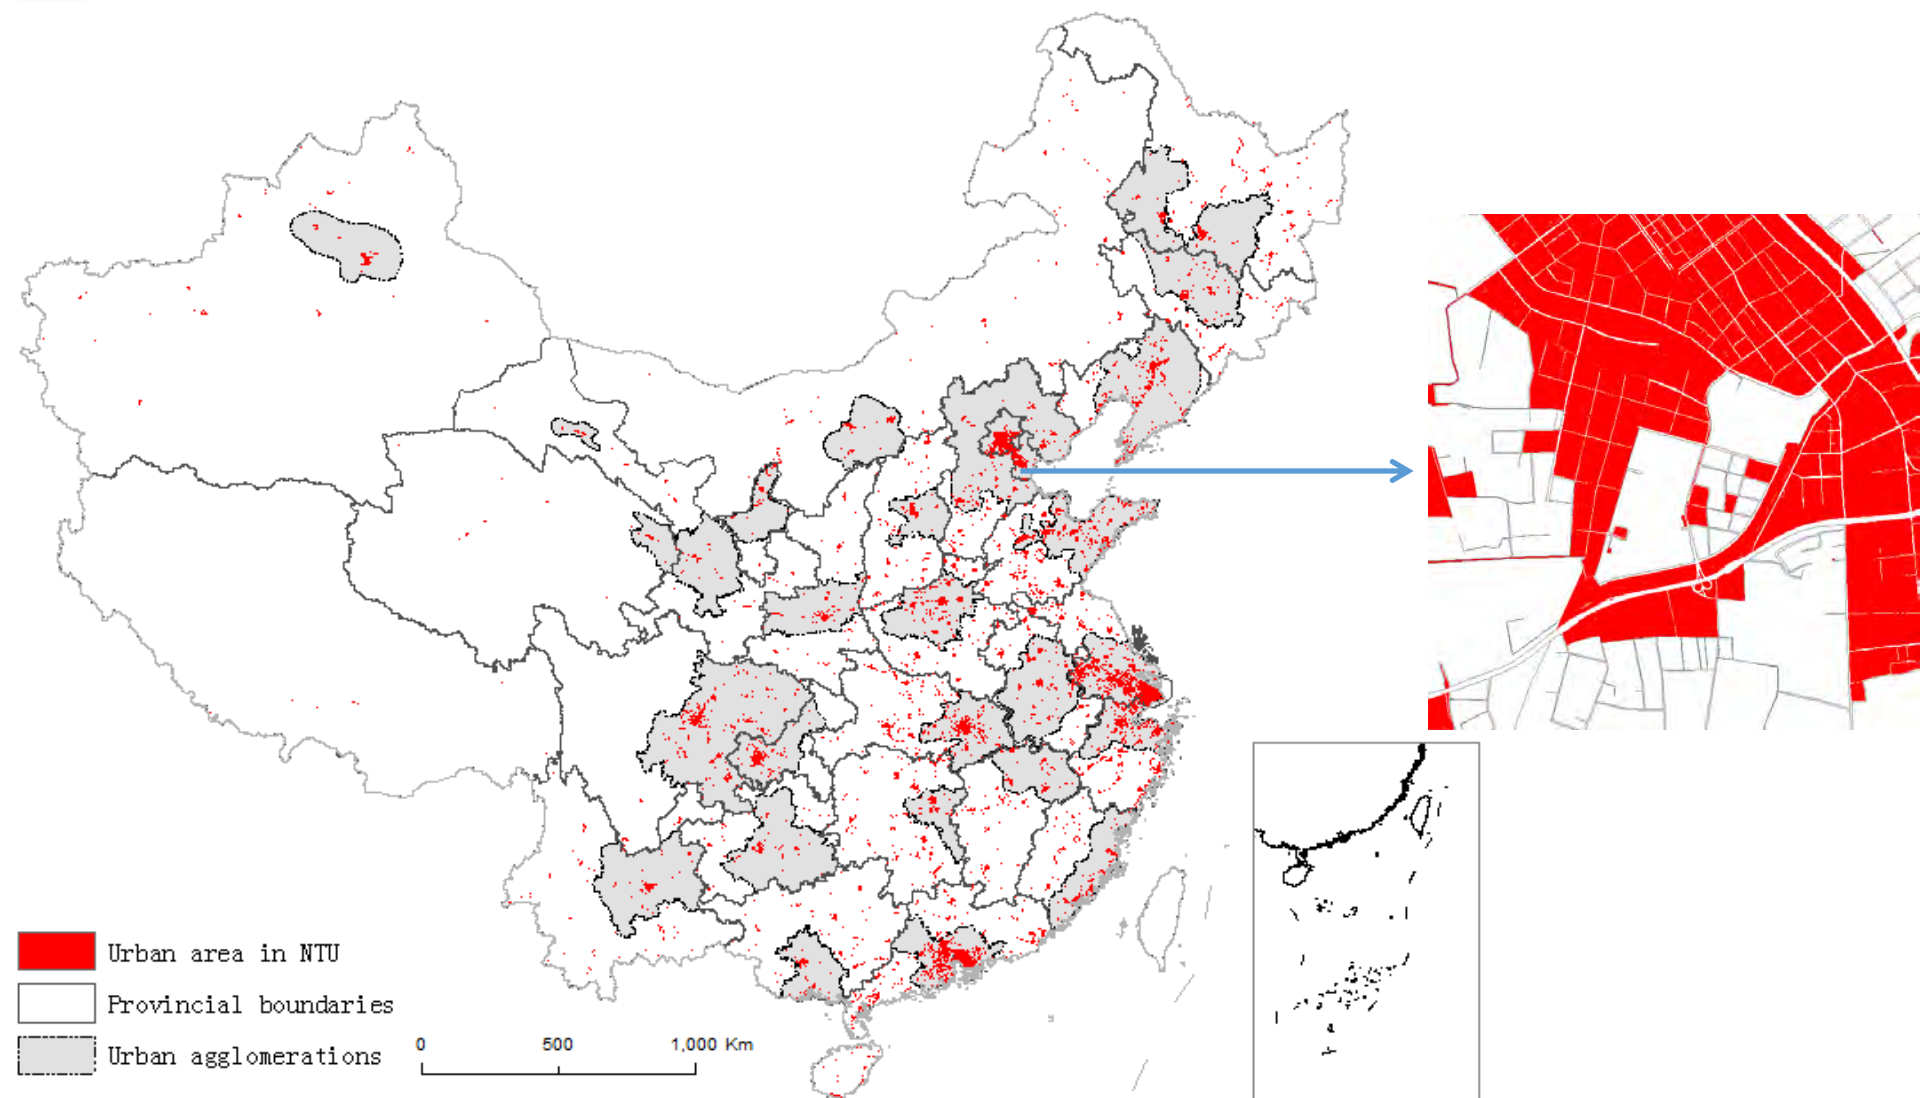 Urban area in NTU
Provincial boundaries
Urban agglomerations
0 500 1,000 Km